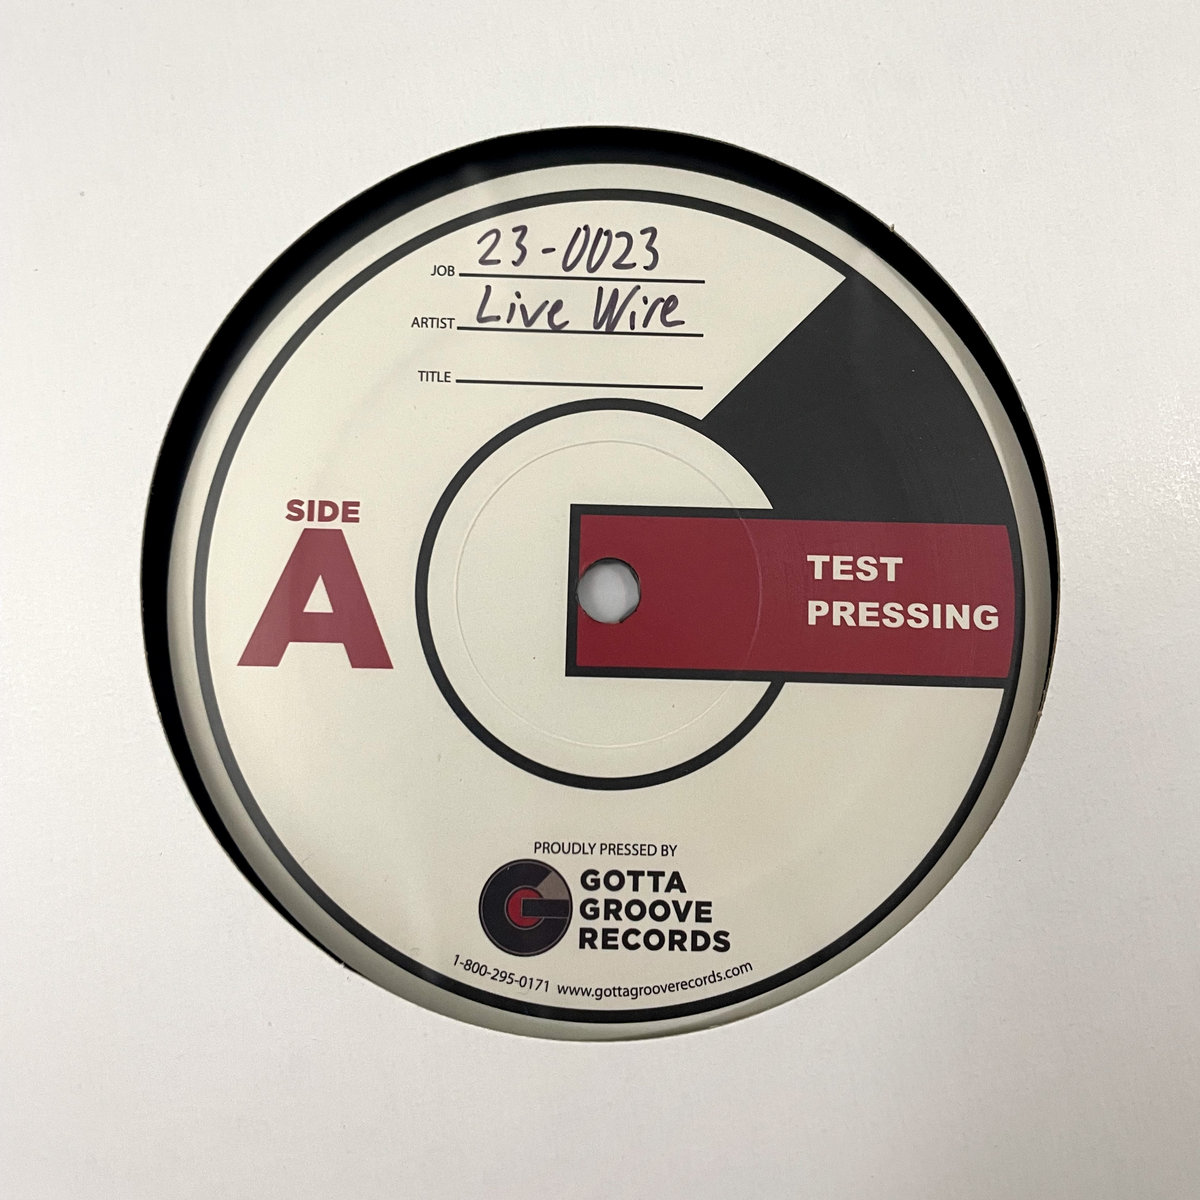 JOB 23-0023
ARTIST Live Wire
TITLE
SIDE
A
TEST
PRESSING
PROUDLY PRESSED BY
GOTTA
GROOVE
RECORDS
1-800-295-0171 www.gottagrooverecords.com